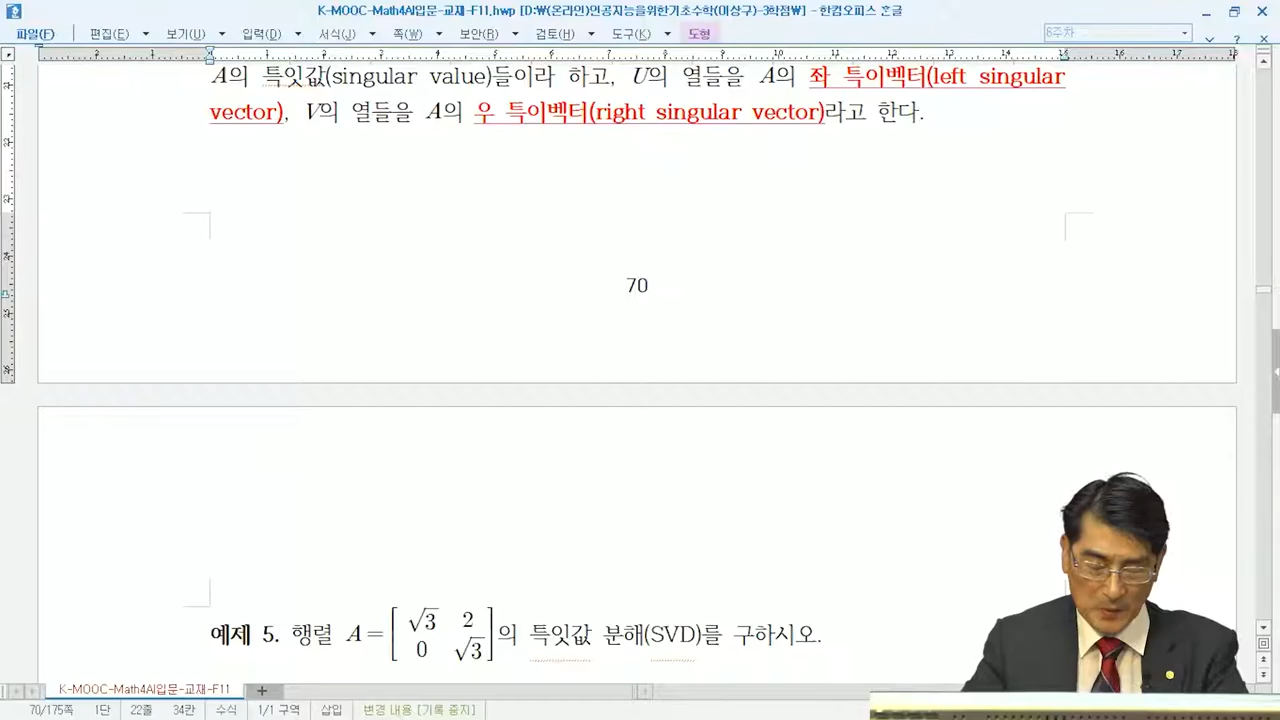 K-MOOC-Math4AI입문-교재-F11.hwp [D:₩(온라인)인공지능을위한기초수학(이상구)-3학점₩] - 한컴오피스 한글
파일(F) 편집(E) 보기(U) 입력(D) 서식(J) 쪽(W) 보안(B) 검토(H) 도구(K) 도형
A의 특잇값(singular value)들이라 하고, U의 열들을 A의 좌 특이벡터(left singular
vector), V의 열들을 A의 우 특이벡터(right singular vector)라고 한다.
70
예제 5. 행렬 A = [√3 2; 0 √3]의 특잇값 분해(SVD)를 구하시오.
K-MOOC-Math4AI입문-교재-F11
70/175쪽 1단 22줄 34칸 수식 1/1 구역 삽입 변경 내용 [기록 중지]